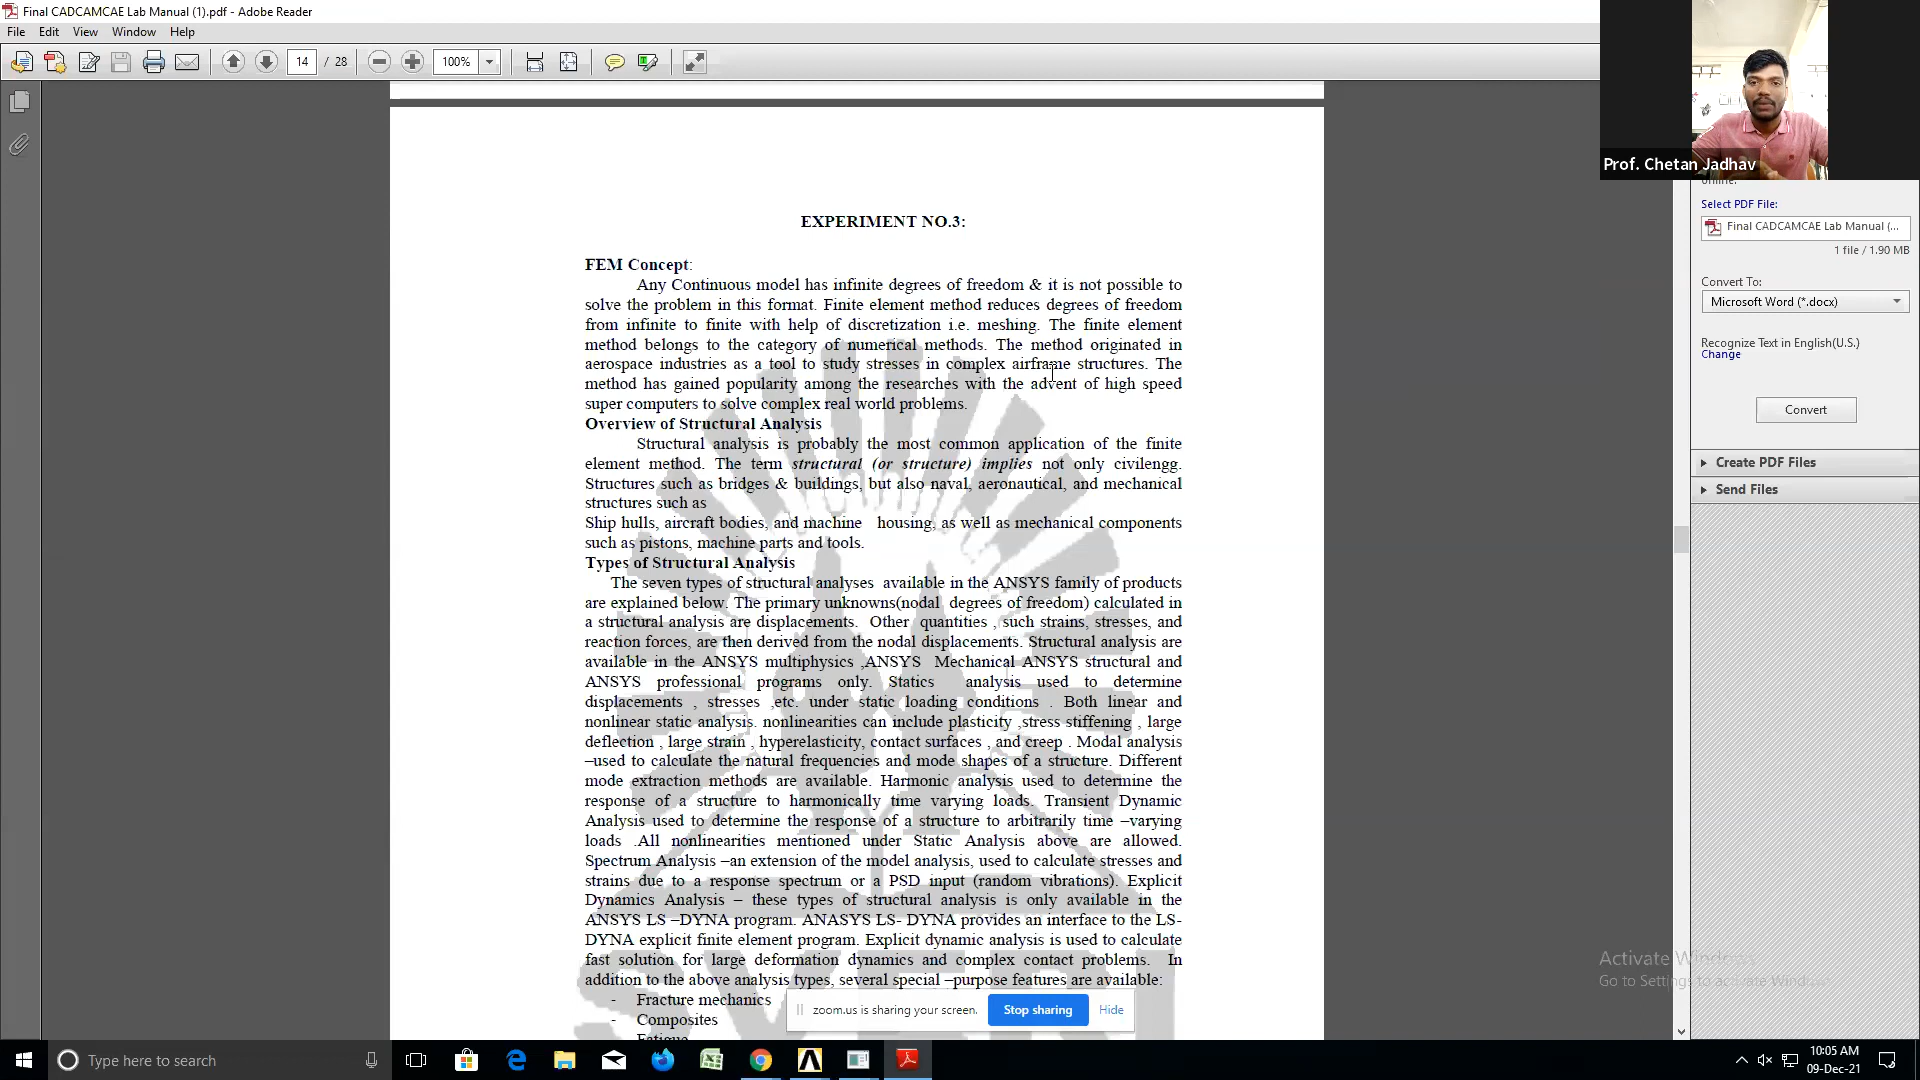 Final CADCAMCAE Lab Manual (1).pdf - Adobe Reader
File Edit View Window Help
14 / 28 100%
Prof. Chetan Jadhav
Select PDF File:
Final CADCAMCAE Lab Manual (...
1 file / 1.90 MB
Convert To:
Microsoft Word (*.docx)
Recognize Text in English(U.S.)
Change
Convert
Create PDF Files
Send Files
EXPERIMENT NO.3:
FEM Concept:
Any Continuous model has infinite degrees of freedom & it is not possible to
solve the problem in this format. Finite element method reduces degrees of freedom
from infinite to finite with help of discretization i.e. meshing. The finite element
method belongs to the category of numerical methods. The method originated in
aerospace industries as a tool to study stresses in complex airframe structures. The
method has gained popularity among the researches with the advent of high speed
super computers to solve complex real world problems.
Overview of Structural Analysis
Structural analysis is probably the most common application of the finite
element method. The term structural (or structure) implies not only civilengg.
Structures such as bridges & buildings, but also naval, aeronautical, and mechanical
structures such as
Ship hulls, aircraft bodies, and machine housing, as well as mechanical components
such as pistons, machine parts and tools.
Types of Structural Analysis
The seven types of structural analyses available in the ANSYS family of products
are explained below. The primary unknowns(nodal degrees of freedom) calculated in
a structural analysis are displacements. Other quantities , such strains, stresses, and
reaction forces, are then derived from the nodal displacements. Structural analysis are
available in the ANSYS multiphysics ,ANSYS Mechanical ANSYS structural and
ANSYS professional programs only. Statics analysis used to determine
displacements , stresses ,etc. under static loading conditions . Both linear and
nonlinear static analysis. nonlinearities can include plasticity ,stress stiffening , large
deflection , large strain , hyperelasticity, contact surfaces , and creep . Modal analysis
–used to calculate the natural frequencies and mode shapes of a structure. Different
mode extraction methods are available. Harmonic analysis used to determine the
response of a structure to harmonically time varying loads. Transient Dynamic
Analysis used to determine the response of a structure to arbitrarily time –varying
loads .All nonlinearities mentioned under Static Analysis above are allowed.
Spectrum Analysis –an extension of the model analysis, used to calculate stresses and
strains due to a response spectrum or a PSD input (random vibrations). Explicit
Dynamics Analysis – these types of structural analysis is only available in the
ANSYS LS –DYNA program. ANASYS LS- DYNA provides an interface to the LS-
DYNA explicit finite element program. Explicit dynamic analysis is used to calculate
fast solution for large deformation dynamics and complex contact problems. In
addition to the above analysis types, several special –purpose features are available:
- Fracture mechanics
- Composites
Fatigue
zoom.us is sharing your screen. Stop sharing Hide
Activate Windows
Go to Settings to activate Windows.
Type here to search
10:05 AM
09-Dec-21